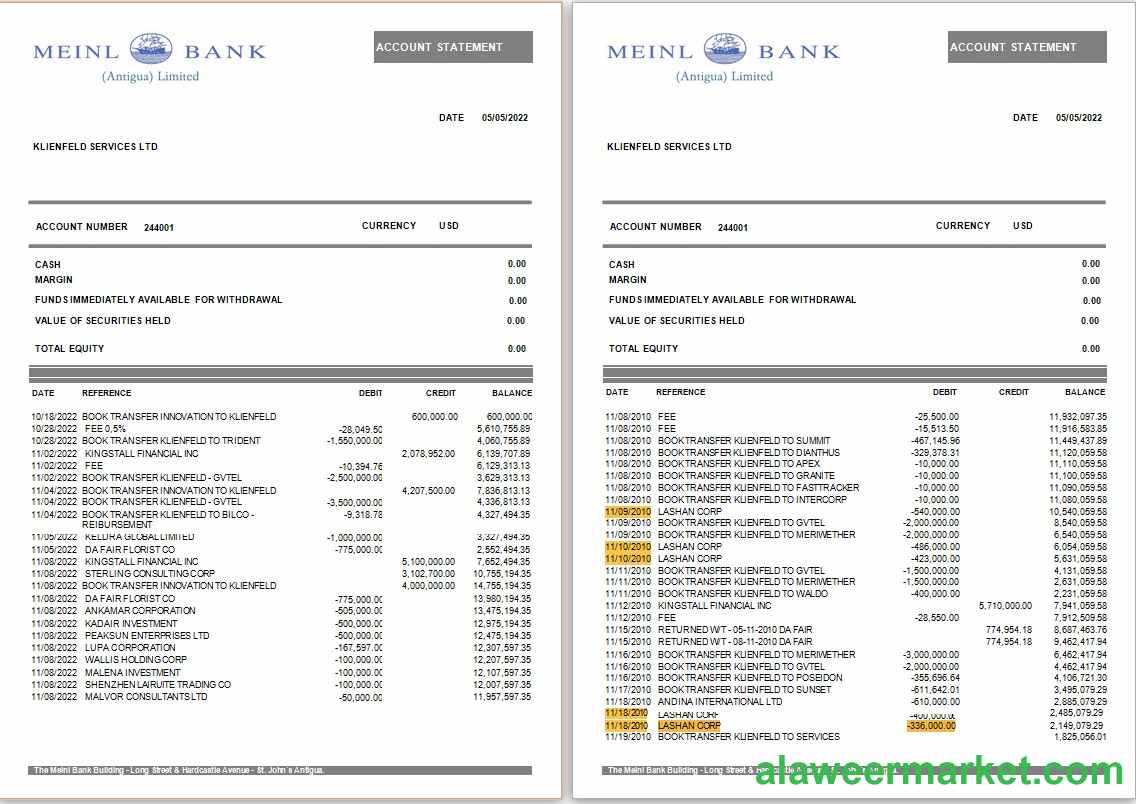 MEINL BANK
(Antigua) Limited
ACCOUNT STATEMENT
DATE 05/05/2022
KLIENFELD SERVICES LTD
ACCOUNT NUMBER 244001 CURRENCY USD
CASH 0.00
MARGIN 0.00
FUNDS IMMEDIATELY AVAILABLE FOR WITHDRAWAL 0.00
VALUE OF SECURITIES HELD 0.00
TOTAL EQUITY 0.00
DATE REFERENCE DEBIT CREDIT BALANCE
10/18/2022 BOOK TRANSFER INNOVATION TO KLIENFELD 600,000.00 600,000.00
10/28/2022 FEE 0,5% -28,049.50 5,610,755.89
10/28/2022 BOOK TRANSFER KLIENFELD TO TRIDENT -1,550,000.00 4,060,755.89
11/02/2022 KINGSTALL FINANCIAL INC 2,078,952.00 6,139,707.89
11/02/2022 FEE -10,394.76 6,129,313.13
11/02/2022 BOOK TRANSFER KLIENFELD - GVTEL -2,500,000.00 3,629,313.13
11/04/2022 BOOK TRANSFER INNOVATION TO KLIENFELD 4,207,500.00 7,836,813.13
11/04/2022 BOOK TRANSFER KLIENFELD - GVTEL -3,500,000.00 4,336,813.13
11/04/2022 BOOK TRANSFER KLIENFELD TO BILCO - -9,318.78 4,327,494.35
REIBURSEMENT
11/05/2022 KELDRA GLOBAL LIMITED -1,000,000.00 3,327,494.35
11/05/2022 DA FAIR FLORIST CO -775,000.00 2,552,494.35
11/08/2022 KINGSTALL FINANCIAL INC 5,100,000.00 7,652,494.35
11/08/2022 STERLING CONSULTING CORP 3,102,700.00 10,755,194.35
11/08/2022 BOOK TRANSFER INNOVATION TO KLIENFELD 4,000,000.00 14,755,194.35
11/08/2022 DA FAIR FLORIST CO -775,000.00 13,980,194.35
11/08/2022 ANKAMAR CORPORATION -505,000.00 13,475,194.35
11/08/2022 KADAIR INVESTMENT -500,000.00 12,975,194.35
11/08/2022 PEAKSUN ENTERPRISES LTD -500,000.00 12,475,194.35
11/08/2022 LUPA CORPORATION -167,597.00 12,307,597.35
11/08/2022 WALLIS HOLDING CORP -100,000.00 12,207,597.35
11/08/2022 MALENA INVESTMENT -100,000.00 12,107,597.35
11/08/2022 SHENZHEN LAIRUITE TRADING CO -100,000.00 12,007,597.35
11/08/2022 MALVOR CONSULTANTS LTD -50,000.00 11,957,597.35
The Meinl Bank Building - Long Street & Hardcastle Avenue - St. John's Antigua
MEINL BANK
(Antigua) Limited
ACCOUNT STATEMENT
DATE 05/05/2022
KLIENFELD SERVICES LTD
ACCOUNT NUMBER 244001 CURRENCY USD
CASH 0.00
MARGIN 0.00
FUNDS IMMEDIATELY AVAILABLE FOR WITHDRAWAL 0.00
VALUE OF SECURITIES HELD 0.00
TOTAL EQUITY 0.00
DATE REFERENCE DEBIT CREDIT BALANCE
11/08/2010 FEE -25,500.00 11,932,097.35
11/08/2010 FEE -15,513.50 11,916,583.85
11/08/2010 BOOK TRANSFER KLIENFELD TO SUMMIT -467,145.96 11,449,437.89
11/08/2010 BOOK TRANSFER KLIENFELD TO DIANTHUS -329,378.31 11,120,059.58
11/08/2010 BOOK TRANSFER KLIENFELD TO APEX -10,000.00 11,110,059.58
11/08/2010 BOOK TRANSFER KLIENFELD TO GRANITE -10,000.00 11,100,059.58
11/08/2010 BOOK TRANSFER KLIENFELD TO FASTTRACKER -10,000.00 11,090,059.58
11/08/2010 BOOK TRANSFER KLIENFELD TO INTERCORP -10,000.00 11,080,059.58
11/09/2010 LASHAN CORP -540,000.00 10,540,059.58
11/09/2010 BOOK TRANSFER KLIENFELD TO GVTEL -2,000,000.00 8,540,059.58
11/09/2010 BOOK TRANSFER KLIENFELD TO MERIWETHER -2,000,000.00 6,540,059.58
11/10/2010 LASHAN CORP -486,000.00 6,054,059.58
11/10/2010 LASHAN CORP -423,000.00 5,631,059.58
11/11/2010 BOOK TRANSFER KLIENFELD TO GVTEL -1,500,000.00 4,131,059.58
11/11/2010 BOOK TRANSFER KLIENFELD TO MERIWETHER -1,500,000.00 2,631,059.58
11/11/2010 BOOK TRANSFER KLIENFELD TO WALDO -400,000.00 2,231,059.58
11/12/2010 KINGSTALL FINANCIAL INC 5,710,000.00 7,941,059.58
11/12/2010 FEE -28,550.00 7,912,509.58
11/15/2010 RETURNED W/T - 05-11-2010 DA FAIR 774,954.18 8,687,463.76
11/15/2010 RETURNED W/T - 08-11-2010 DA FAIR 774,954.18 9,462,417.94
11/16/2010 BOOK TRANSFER KLIENFELD TO MERIWETHER -3,000,000.00 6,462,417.94
11/16/2010 BOOK TRANSFER KLIENFELD TO GVTEL -2,000,000.00 4,462,417.94
11/16/2010 BOOK TRANSFER KLIENFELD TO POSEIDON -355,696.64 4,106,721.30
11/17/2010 BOOK TRANSFER KLIENFELD TO SUNSET -611,642.01 3,495,079.29
11/18/2010 ANDINA INTERNATIONAL LTD -610,000.00 2,885,079.29
11/18/2010 LASHAN CORP -400,000.00 2,485,079.29
11/18/2010 LASHAN CORP -336,000.00 2,149,079.29
11/19/2010 BOOK TRANSFER KLIENFELD TO SERVICES 1,825,056.01
The Meinl Bank Building - Long Street & Hardcastle
alaweermarket.com